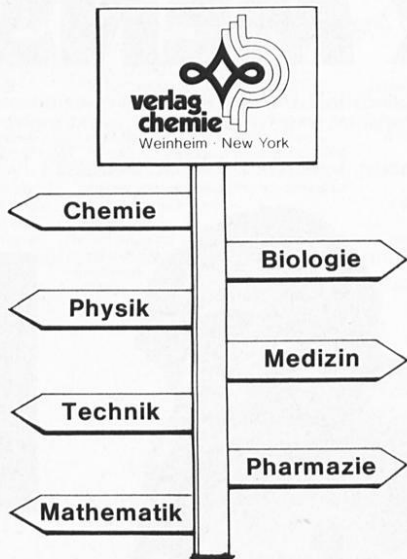 verlag
chemie
Weinheim · New York
Chemie
Biologie
Physik
Medizin
Technik
Pharmazie
Mathematik